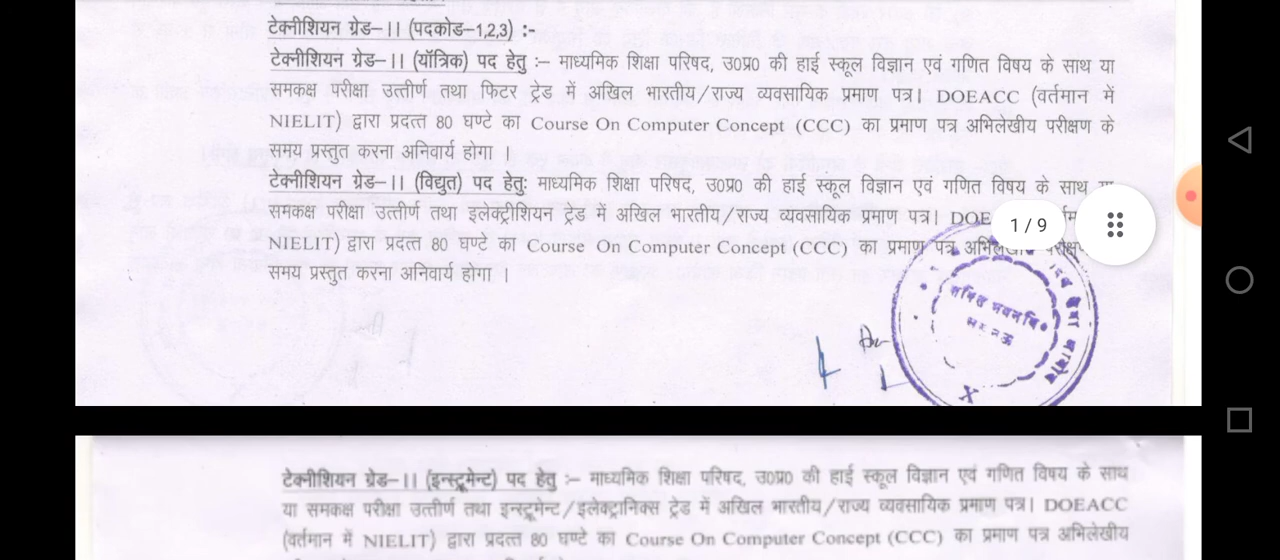 टेक्नीशियन ग्रेड–।। (पदकोड–1,2,3) :-
टेक्नीशियन ग्रेड–।। (यॉत्रिक) पद हेतु :– माध्यमिक शिक्षा परिषद, उ0प्र0 की हाई स्कूल विज्ञान एवं गणित विषय के साथ या
समकक्ष परीक्षा उत्तीर्ण तथा फिटर ट्रेड में अखिल भारतीय/राज्य व्यवसायिक प्रमाण पत्र। DOEACC (वर्तमान में
NIELIT) द्वारा प्रदत्त 80 घण्टे का Course On Computer Concept (CCC) का प्रमाण पत्र अभिलेखीय परीक्षण के
समय प्रस्तुत करना अनिवार्य होगा ।
टेक्नीशियन ग्रेड–।। (विद्युत) पद हेतुः माध्यमिक शिक्षा परिषद, उ0प्र0 की हाई स्कूल विज्ञान एवं गणित विषय के साथ
समकक्ष परीक्षा उत्तीर्ण तथा इलेक्ट्रीशियन ट्रेड में अखिल भारतीय/राज्य व्यवसायिक प्रमाण पत्र। DOE
1/9
NIELIT) द्वारा प्रदत्त 80 घण्टे का Course On Computer Concept (CCC) का प्रमाण पत्र
समय प्रस्तुत करना अनिवार्य होगा ।
टेक्नीशियन ग्रेड–।। (इन्स्ट्रूमेन्ट) पद हेतु :– माध्यमिक शिक्षा परिषद, उ0प्र0 की हाई स्कूल विज्ञान एवं गणित विषय के साथ
या समकक्ष परीक्षा उत्तीर्ण तथा इन्स्ट्रूमेन्ट/इलेक्ट्रानिक्स ट्रेड में अखिल भारतीय/राज्य व्यवसायिक प्रमाण पत्र। DOEACC
(वर्तमान में NIELIT) द्वारा प्रदत्त 80 घण्टे का Course On Computer Concept (CCC) का प्रमाण पत्र अभिलेखीय